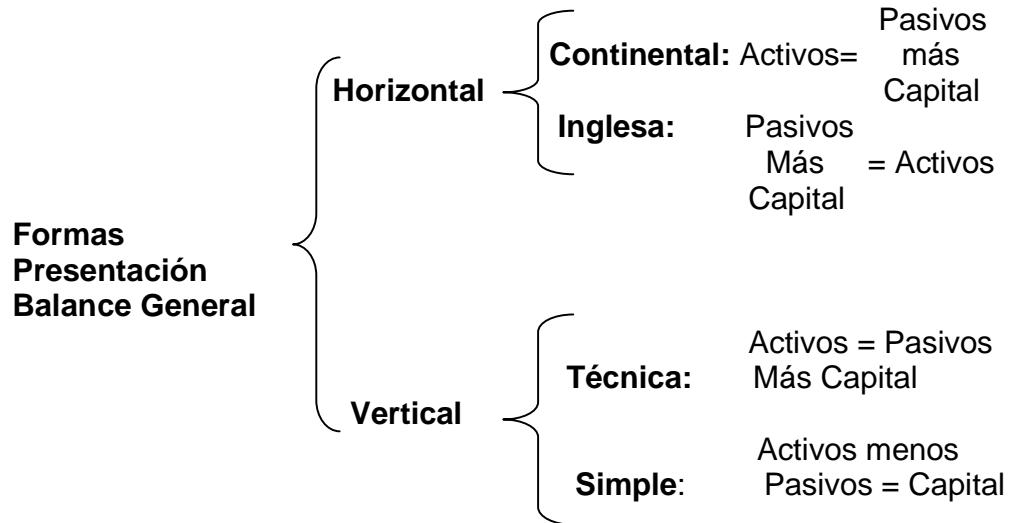 Formas
Presentación
Balance General
Horizontal
Continental: Activos= Pasivos
más
Capital
Inglesa: Pasivos
Más = Activos
Capital
Vertical
Técnica: Activos = Pasivos
Más Capital
Simple: Activos menos
Pasivos = Capital